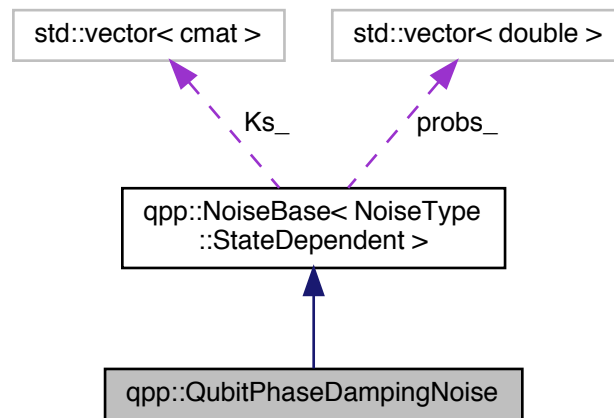 std::vector< cmat >
std::vector< double >
Ks_
probs_
qpp::NoiseBase< NoiseType
::StateDependent >
qpp::QubitPhaseDampingNoise